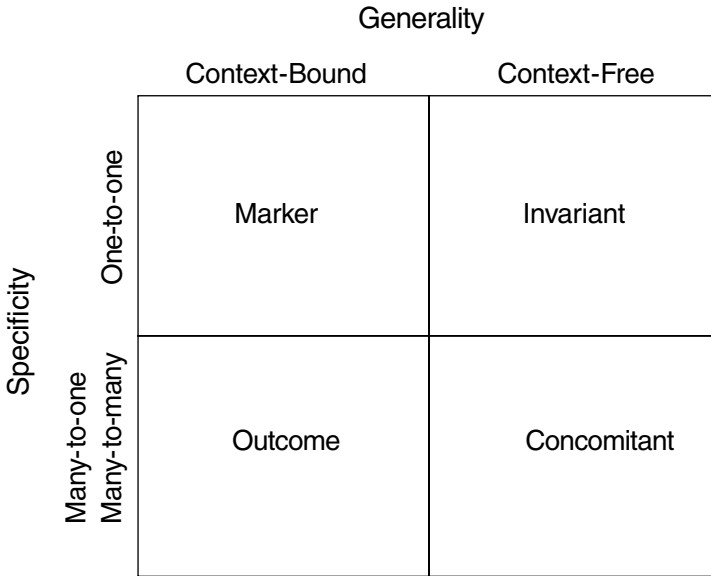 Generality
Context-Bound
Context-Free
Specificity
One-to-one
Marker
Invariant
Many-to-one
Many-to-many
Outcome
Concomitant